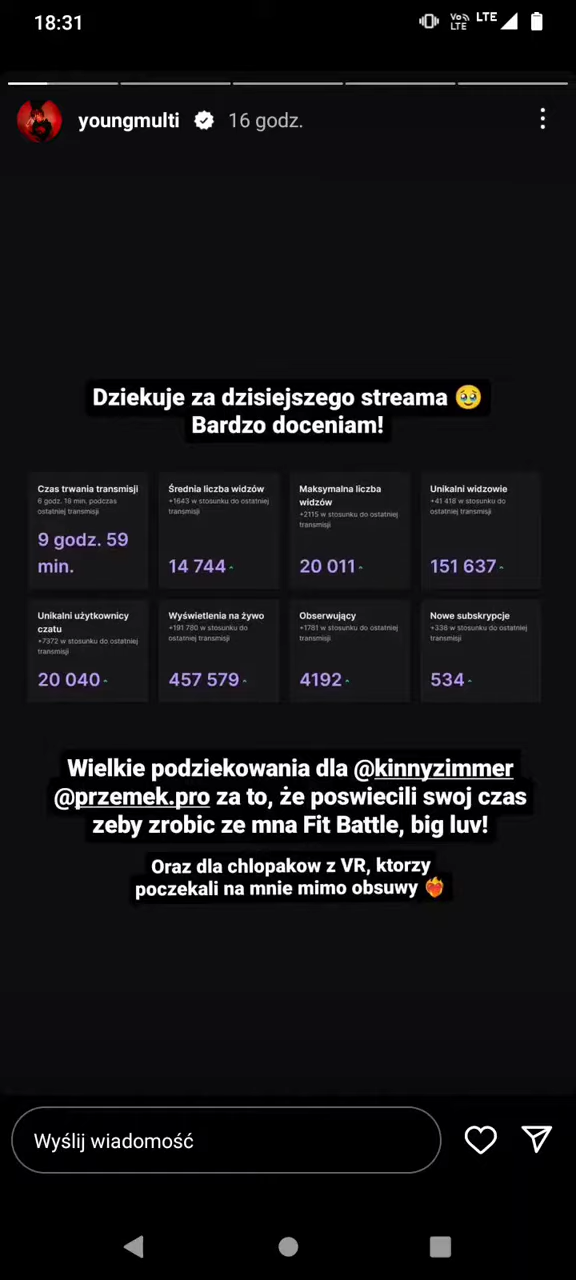 18:31
Vo)) LTE
LTE
youngmulti
16 godz.
Dziekuje za dzisiejszego streama 🥹
Bardzo doceniam!
Czas trwania transmisji
6 godz. 18 min. podczas
ostatniej transmisji
9 godz. 59
min.
Średnia liczba widzów
+1643 w stosunku do ostatniej
transmisji
14 744
Maksymalna liczba
widzów
+2115 w stosunku do ostatniej
transmisji
20 011
Unikalni widzowie
+41 418 w stosunku do
ostatniej transmisji
151 637
Unikalni użytkownicy
czatu
+7372 w stosunku do ostatniej
transmisji
20 040
Wyświetlenia na żywo
+191 780 w stosunku do
ostatniej transmisji
457 579
Obserwujący
+1781 w stosunku do ostatniej
transmisji
4192
Nowe subskrypcje
+338 w stosunku do ostatniej
transmisji
534
Wielkie podziekowania dla @kinnyzimmer
@przemek.pro za to, że poswiecili swoj czas
zeby zrobic ze mna Fit Battle, big luv!
Oraz dla chlopakow z VR, ktorzy
poczekali na mnie mimo obsuwy ❤️‍🔥
Wyślij wiadomość